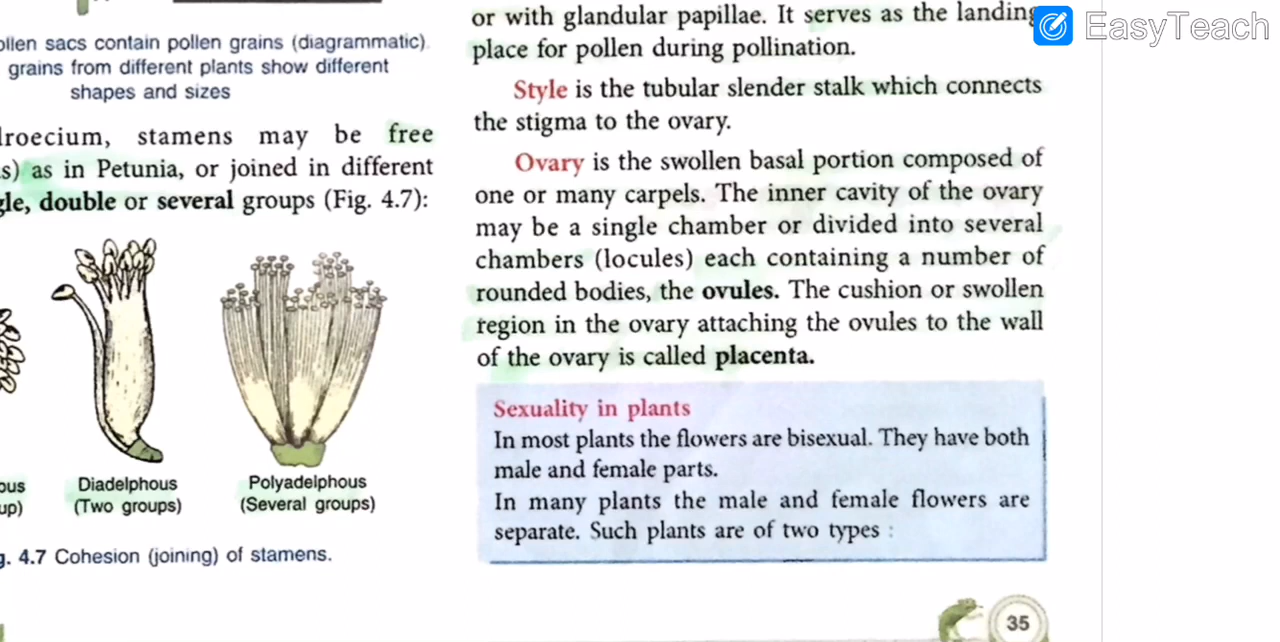 ollen sacs contain pollen grains (diagrammatic).
grains from different plants show different
shapes and sizes
droecium, stamens may be free
s) as in Petunia, or joined in different
gle, double or several groups (Fig. 4.7):
ous
up)
Diadelphous
(Two groups)
Polyadelphous
(Several groups)
g. 4.7 Cohesion (joining) of stamens.
or with glandular papillae. It serves as the landing
place for pollen during pollination.
Style is the tubular slender stalk which connects
the stigma to the ovary.
Ovary is the swollen basal portion composed of
one or many carpels. The inner cavity of the ovary
may be a single chamber or divided into several
chambers (locules) each containing a number of
rounded bodies, the ovules. The cushion or swollen
region in the ovary attaching the ovules to the wall
of the ovary is called placenta.
Sexuality in plants
In most plants the flowers are bisexual. They have both
male and female parts.
In many plants the male and female flowers are
separate. Such plants are of two types :
35
EasyTeach